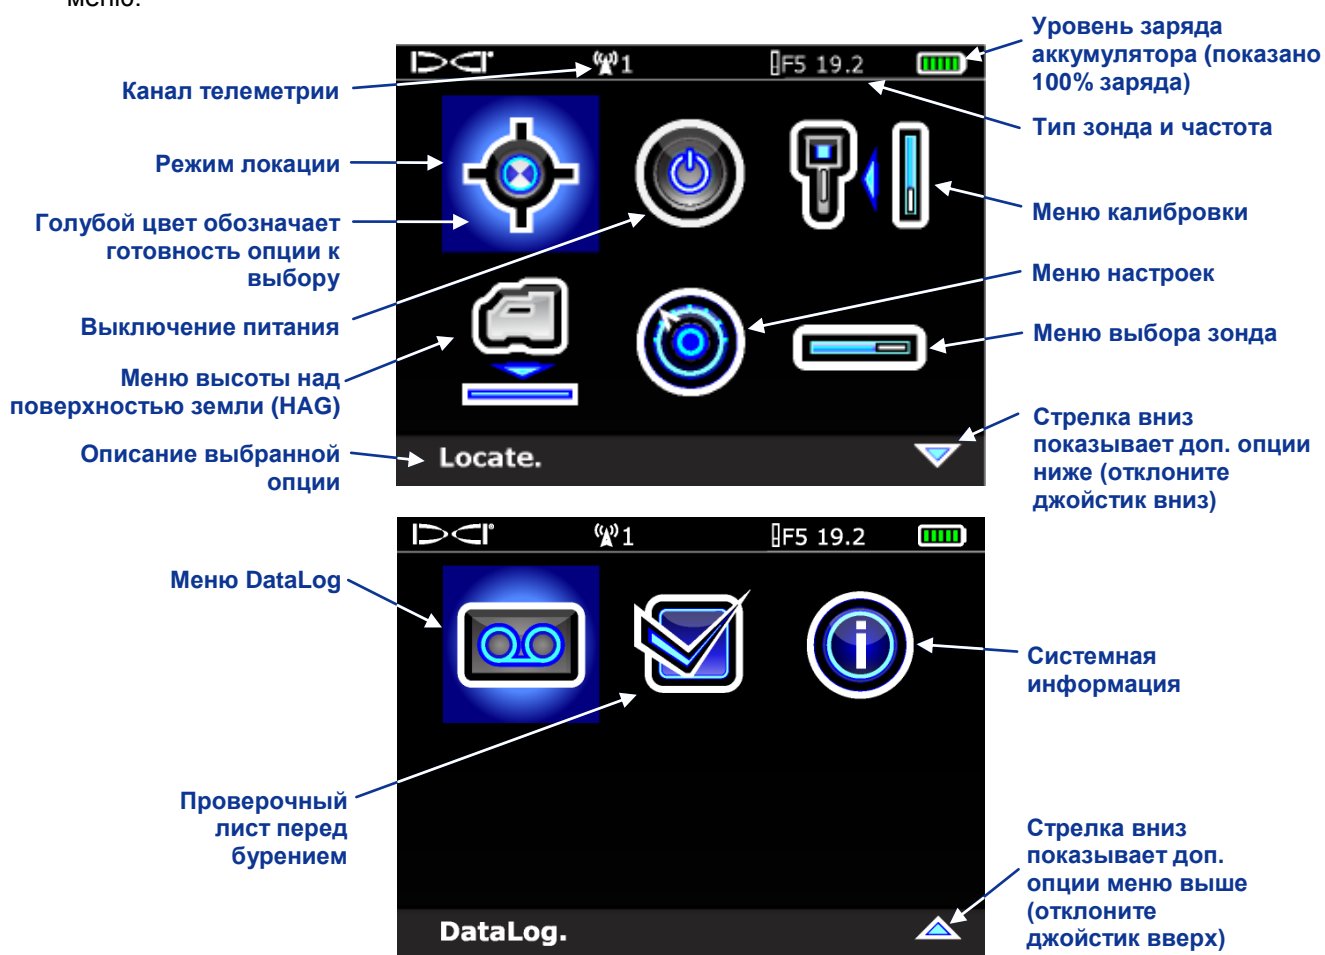 меню.
Уровень заряда
аккумулятора (показано
100% заряда)
DCI
1
F5 19.2
Канал телеметрии
Тип зонда и частота
Режим локации
Меню калибровки
Голубой цвет обозначает
готовность опции к
выбору
Меню настроек
Выключение питания
Меню выбора зонда
Меню высоты над
поверхностью земли (HAG)
Стрелка вниз
показывает доп. опции
ниже (отклоните
джойстик вниз)
Описание выбранной
опции
Locate.
DCI
1
F5 19.2
Меню DataLog
Системная
информация
Проверочный
лист перед
бурением
Стрелка вниз
показывает доп.
опции меню выше
(отклоните
джойстик вверх)
DataLog.